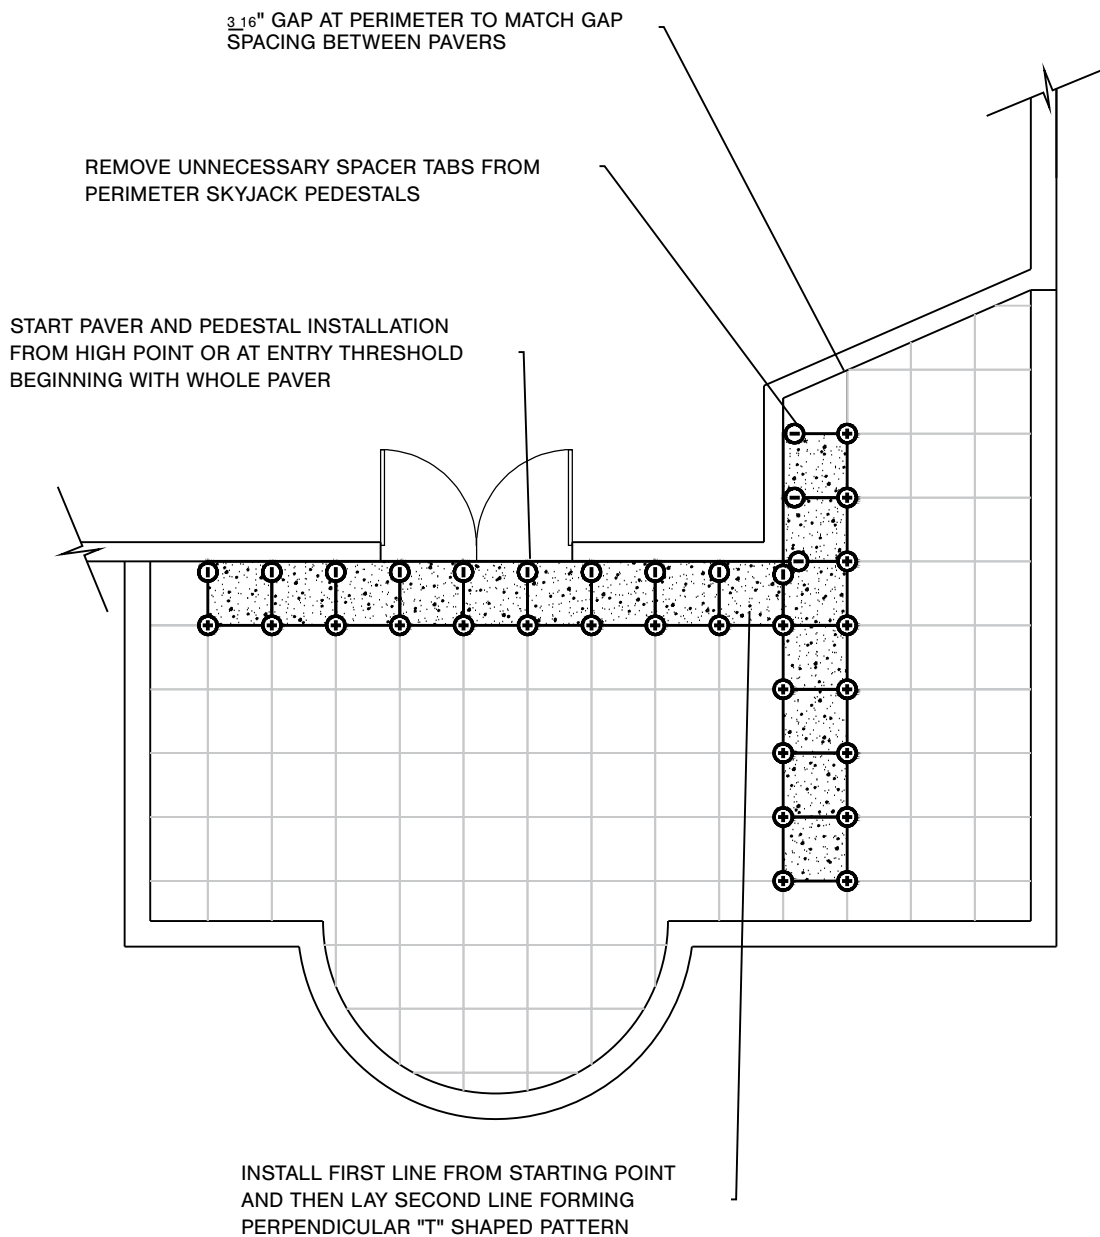 3 16" GAP AT PERIMETER TO MATCH GAP
SPACING BETWEEN PAVERS
REMOVE UNNECESSARY SPACER TABS FROM
PERIMETER SKYJACK PEDESTALS
START PAVER AND PEDESTAL INSTALLATION
FROM HIGH POINT OR AT ENTRY THRESHOLD
BEGINNING WITH WHOLE PAVER
INSTALL FIRST LINE FROM STARTING POINT
AND THEN LAY SECOND LINE FORMING
PERPENDICULAR "T" SHAPED PATTERN